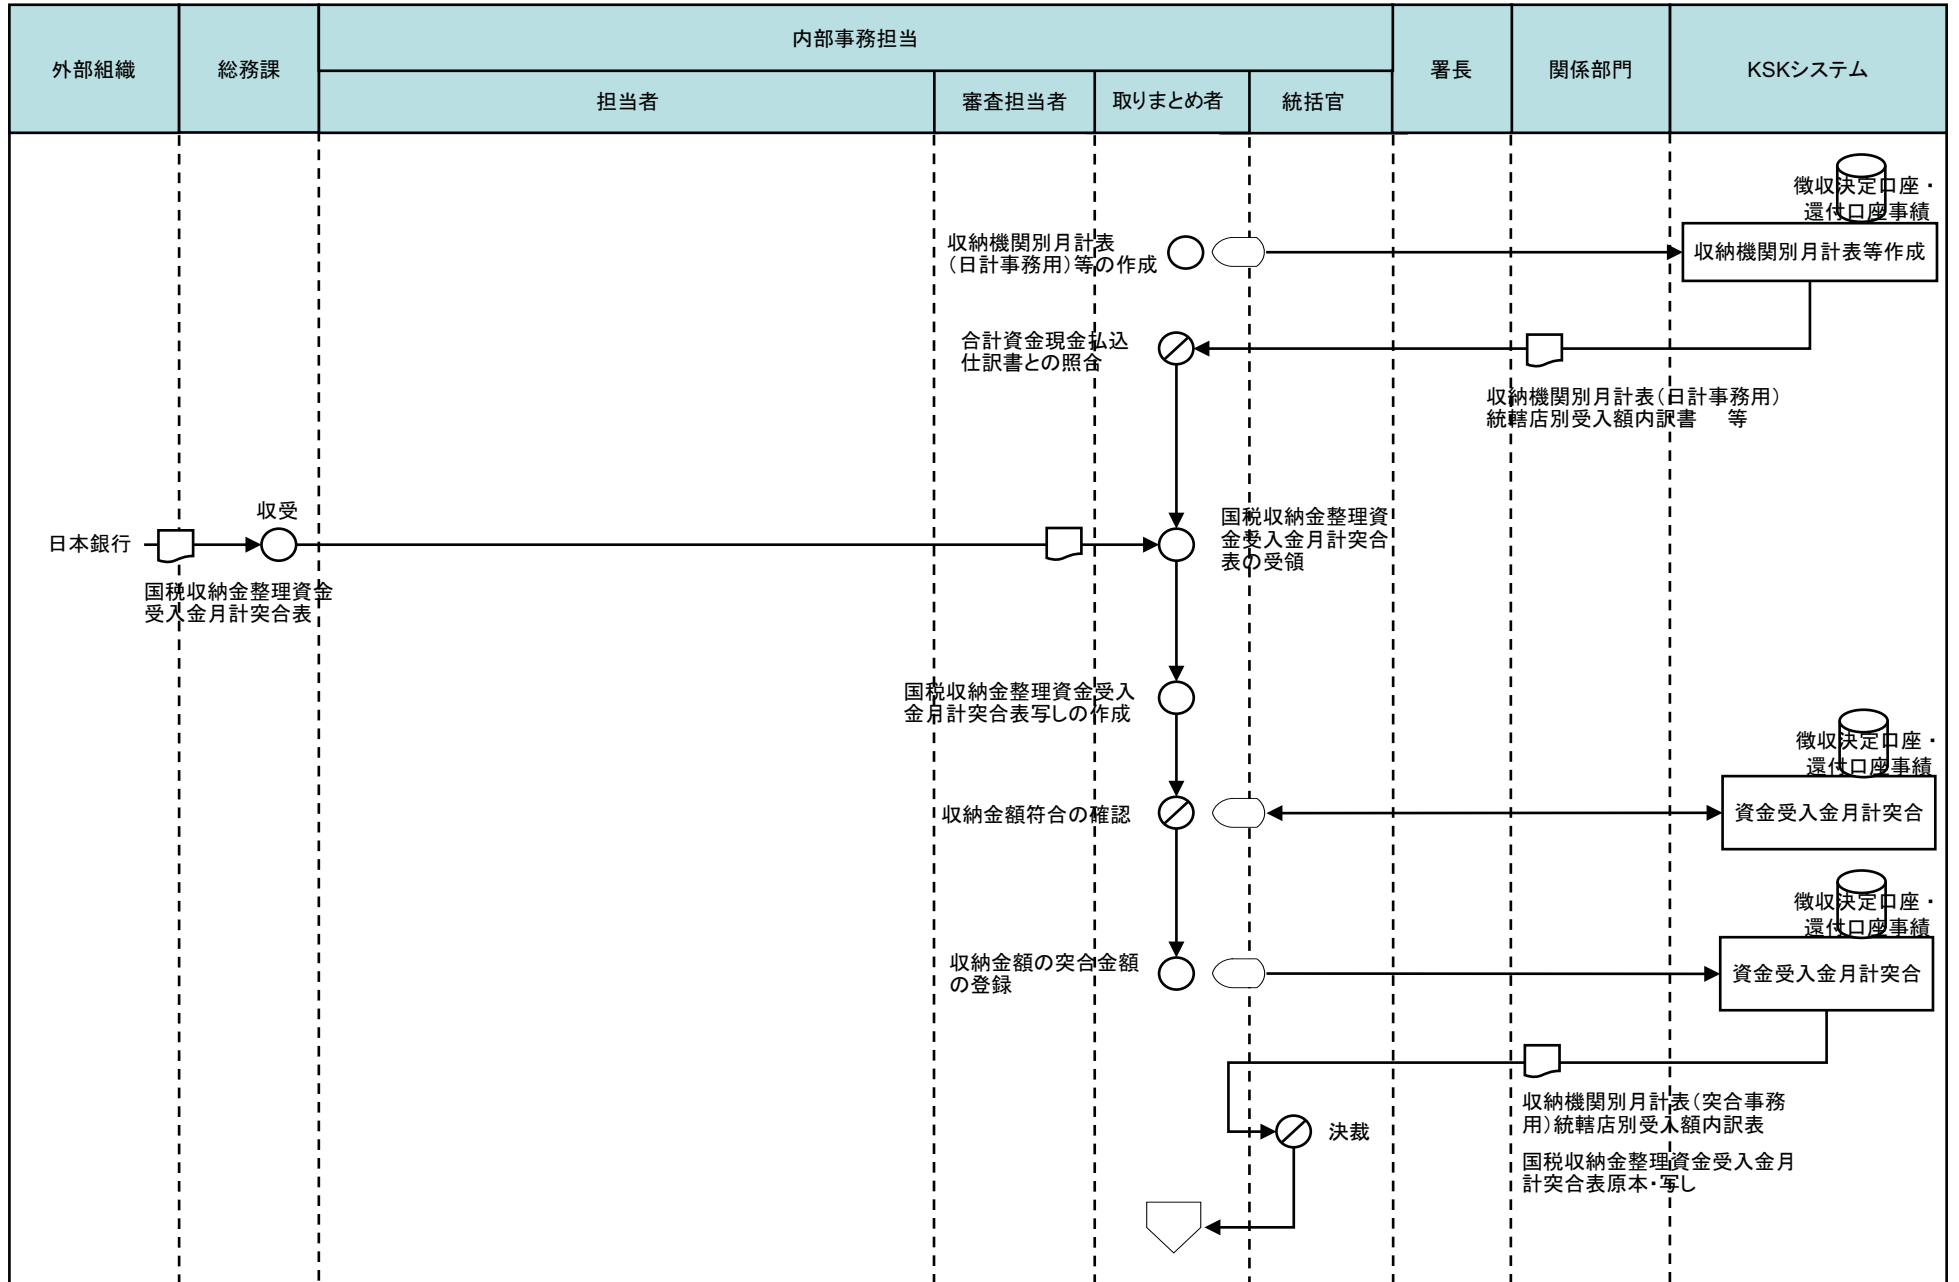 外部組織
総務課
内部事務担当
担当者
審査担当者
取りまとめ者
統括官
署長
関係部門
KSKシステム
徴収決定口座・
還付口座事績
収納機関別月計表
（日計事務用）等の作成
収納機関別月計表等作成
合計資金現金払込
仕訳書との照合
収納機関別月計表（日計事務用）
統轄店別受入額内訳書　等
日本銀行
収受
国税収納金整理資金
受入金月計突合表
国税収納金整理資
金受入金月計突合
表の受領
国税収納金整理資金受入
金月計突合表写しの作成
徴収決定口座・
還付口座事績
収納金額符合の確認
資金受入金月計突合
徴収決定口座・
還付口座事績
収納金額の突合金額
の登録
資金受入金月計突合
収納機関別月計表（突合事務
用）統轄店別受入額内訳表
決裁
国税収納金整理資金受入金月
計突合表原本・写し